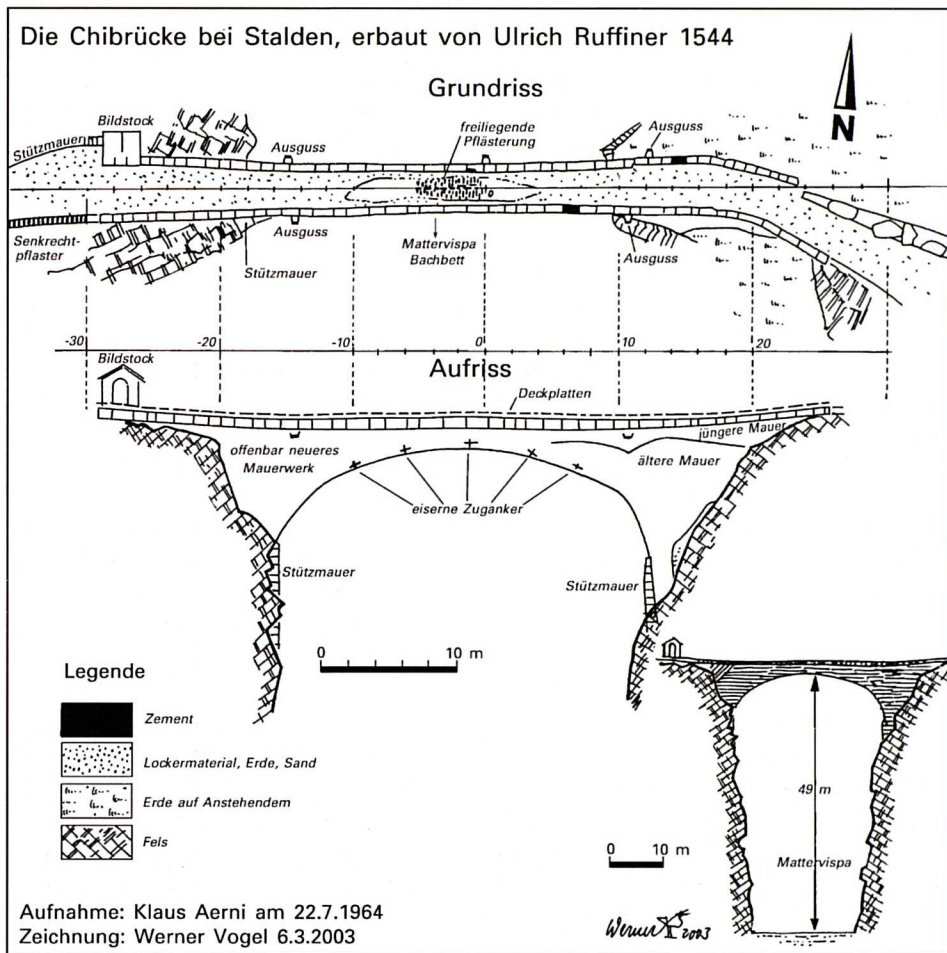 Die Chibrücke bei Stalden, erbaut von Ulrich Ruffiner 1544
Grundriss
N
Bildstock
Stützmauer
Ausguss
freiliegende
Pflästerung
Ausguss
Senkrecht-
pflaster
Stützmauer
Ausguss
Mattervispa
Bachbett
Ausguss
-30 -20 -10 0 10 20
Bildstock
Aufriss
Deckplatten
jüngere Mauer
offenbar neueres
Mauerwerk
ältere Mauer
eiserne Zuganker
Stützmauer
Stützmauer
0 10 m
Legende
Zement
Lockermaterial, Erde, Sand
Erde auf Anstehendem
Fels
49 m
0 10 m
Mattervispa
Aufnahme: Klaus Aerni am 22.7.1964
Zeichnung: Werner Vogel 6.3.2003
Werner 2003